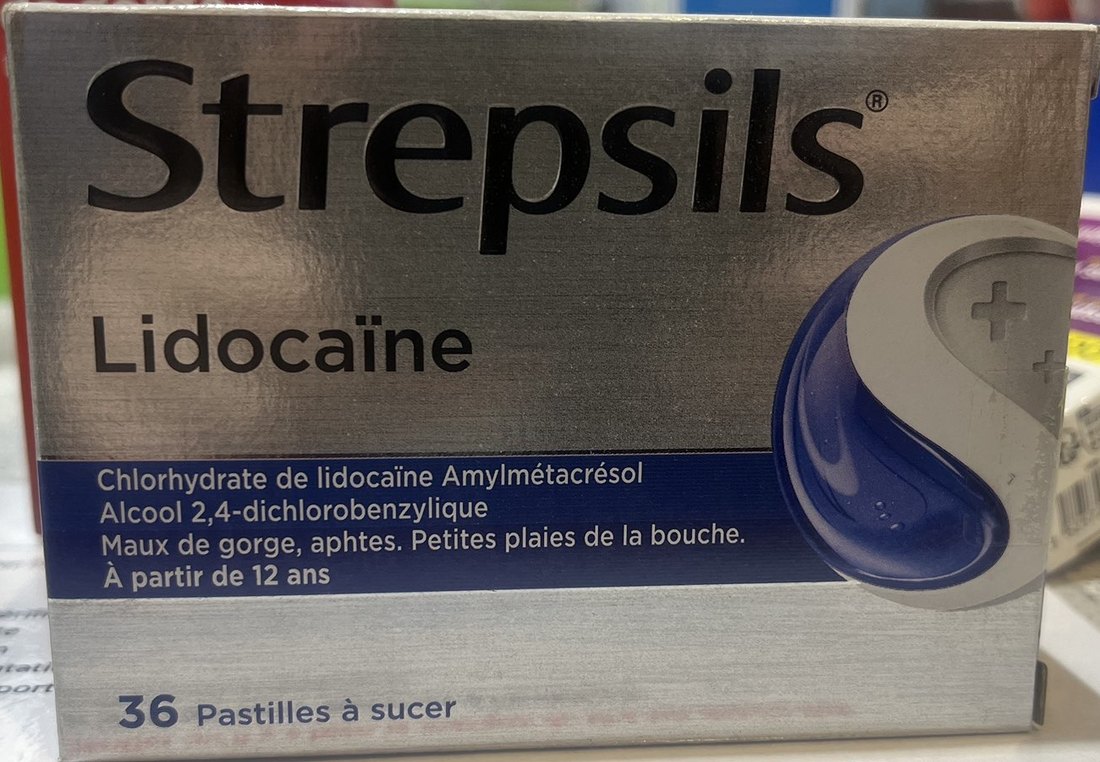 Strepsils®
Lidocaïne
Chlorhydrate de lidocaïne Amylmétacrésol
Alcool 2,4-dichlorobenzylique
Maux de gorge, aphtes. Petites plaies de la bouche.
À partir de 12 ans
36 Pastilles à sucer